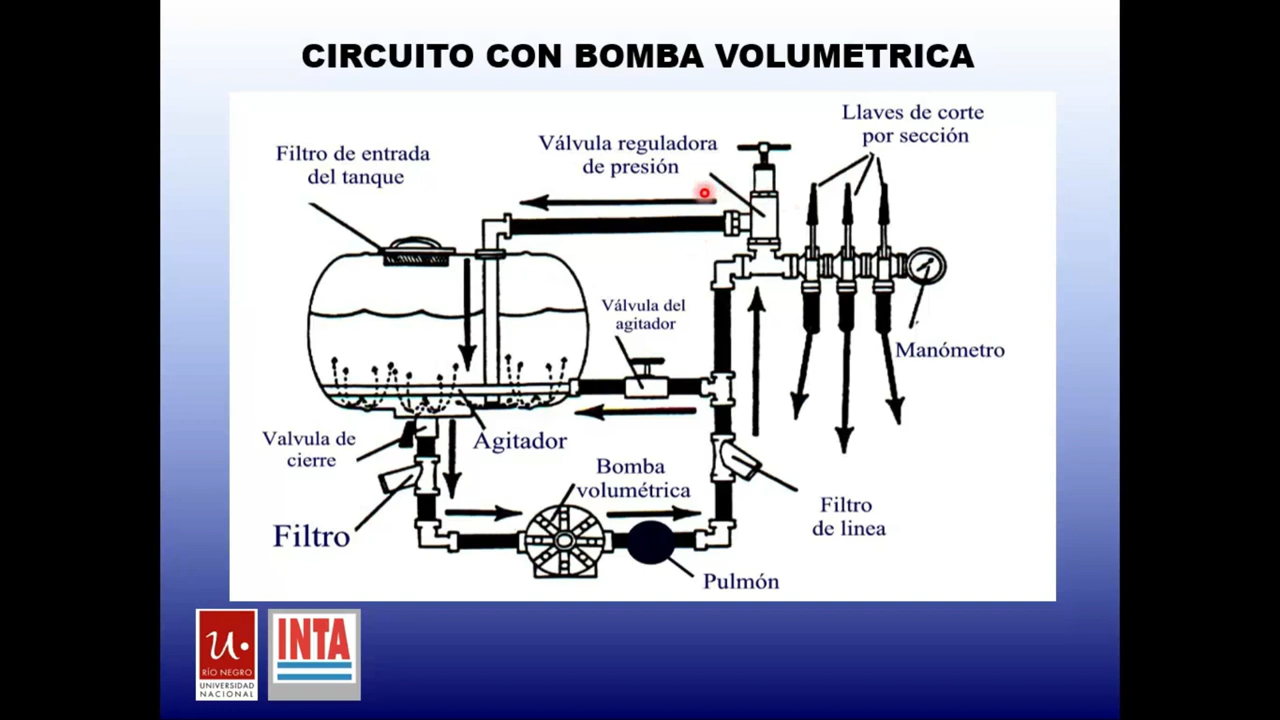 CIRCUITO CON BOMBA VOLUMETRICA
Llaves de corte
por sección
Válvula reguladora
de presión
Filtro de entrada
del tanque
Válvula del
agitador
Manómetro
Valvula de
cierre
Agitador
Bomba
volumétrica
Filtro
Filtro
de linea
Pulmón
u.
RÍO NEGRO
UNIVERSIDAD
NACIONAL
INTA